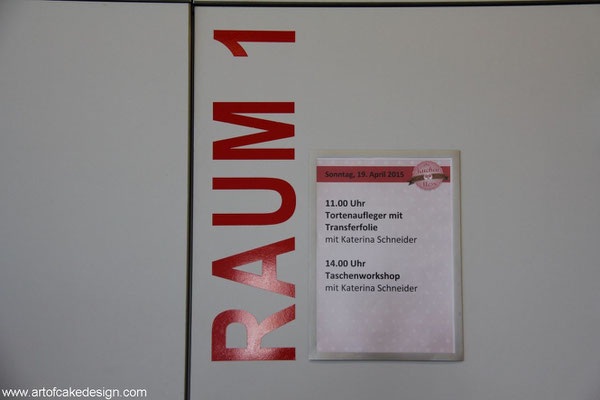 RAUM 1
Sonntag, 19. April 2015
11.00 Uhr
Tortenaufleger mit
Transferfolie
mit Katerina Schneider
14.00 Uhr
Taschenworkshop
mit Katerina Schneider
www.artofcakedesign.com